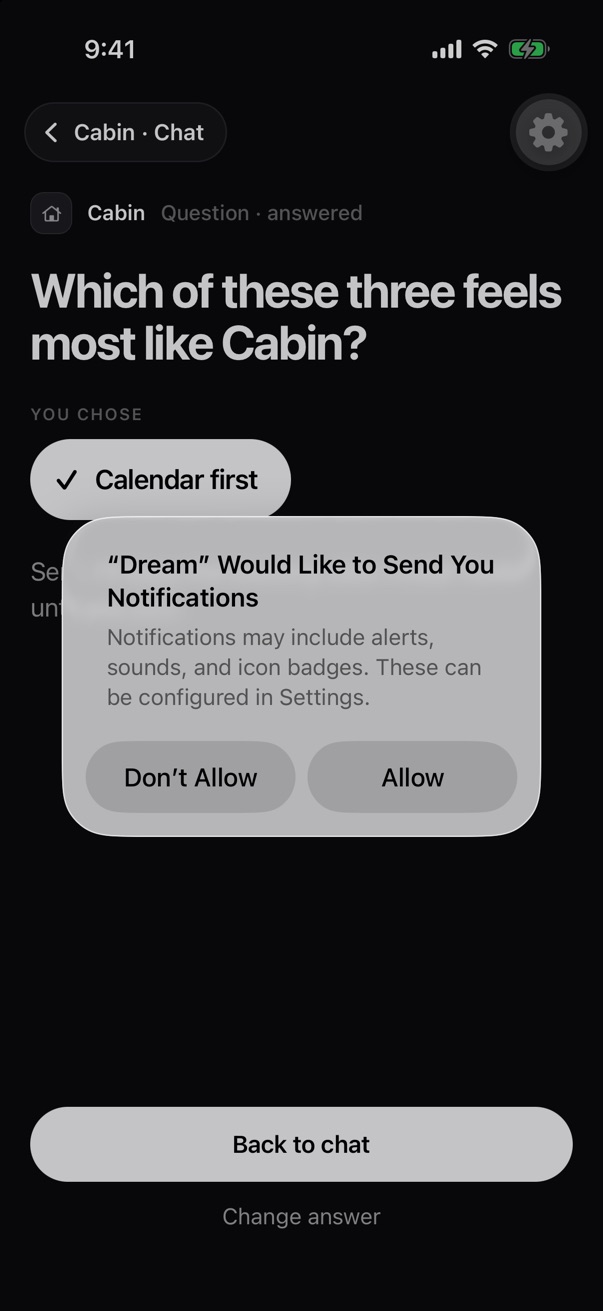 9:41
Cabin · Chat
Cabin Question · answered
Which of these three feels
most like Cabin?
YOU CHOSE
Calendar first
“Dream” Would Like to Send You
Notifications
Notifications may include alerts,
sounds, and icon badges. These can
be configured in Settings.
Don’t Allow Allow
Back to chat
Change answer